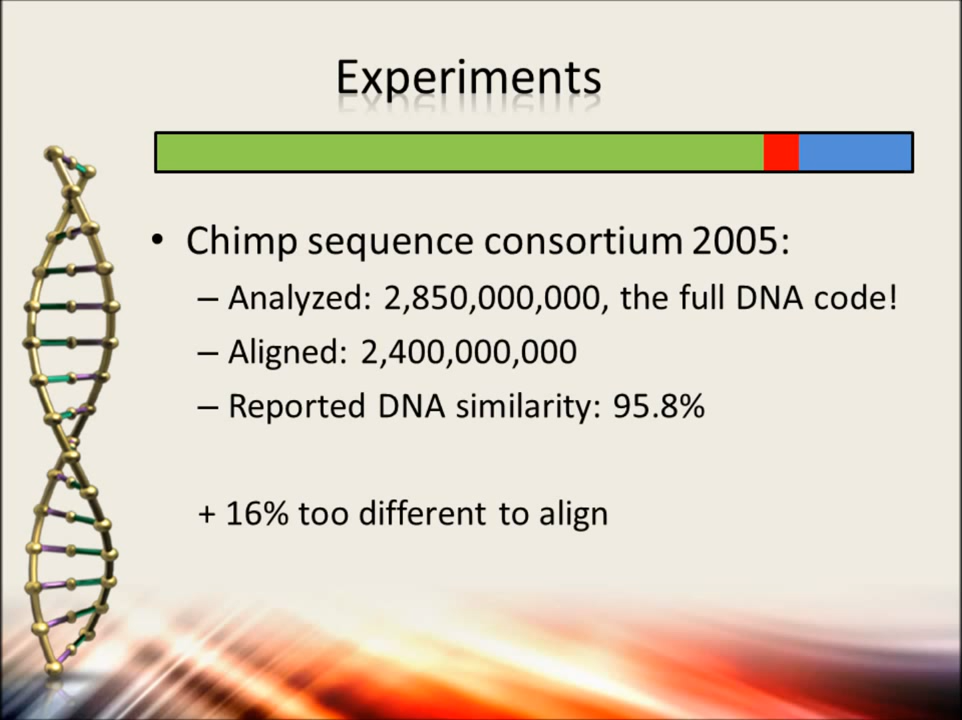 Experiments
• Chimp sequence consortium 2005:
– Analyzed: 2,850,000,000, the full DNA code!
– Aligned: 2,400,000,000
– Reported DNA similarity: 95.8%
+ 16% too different to align